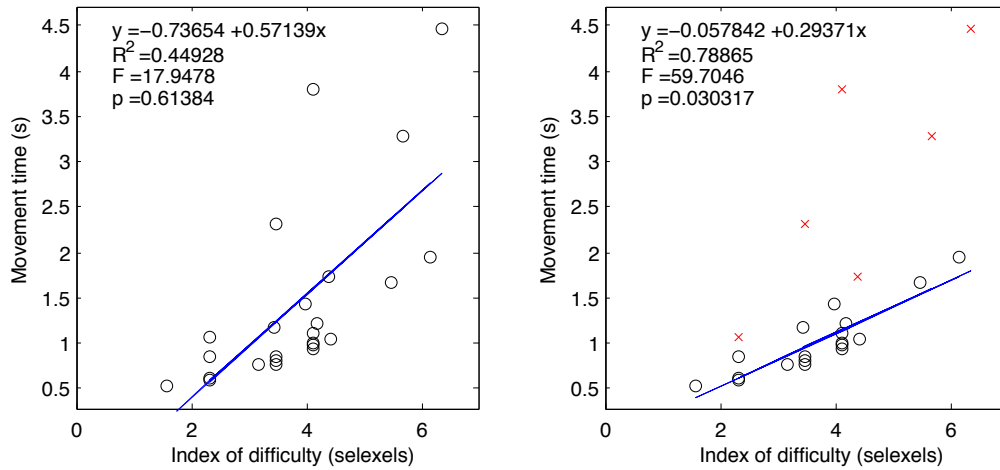 y =−0.73654 +0.57139x
R2 =0.44928
F =17.9478
p =0.61384
4.5
4
3.5
3
2.5
2
1.5
1
0.5
Movement time (s)
2 4 6
Index of difficulty (selexels)
y =−0.057842 +0.29371x
R2 =0.78865
F =59.7046
p =0.030317
4.5
4
3.5
3
2.5
2
1.5
1
0.5
Movement time (s)
2 4 6
Index of difficulty (selexels)